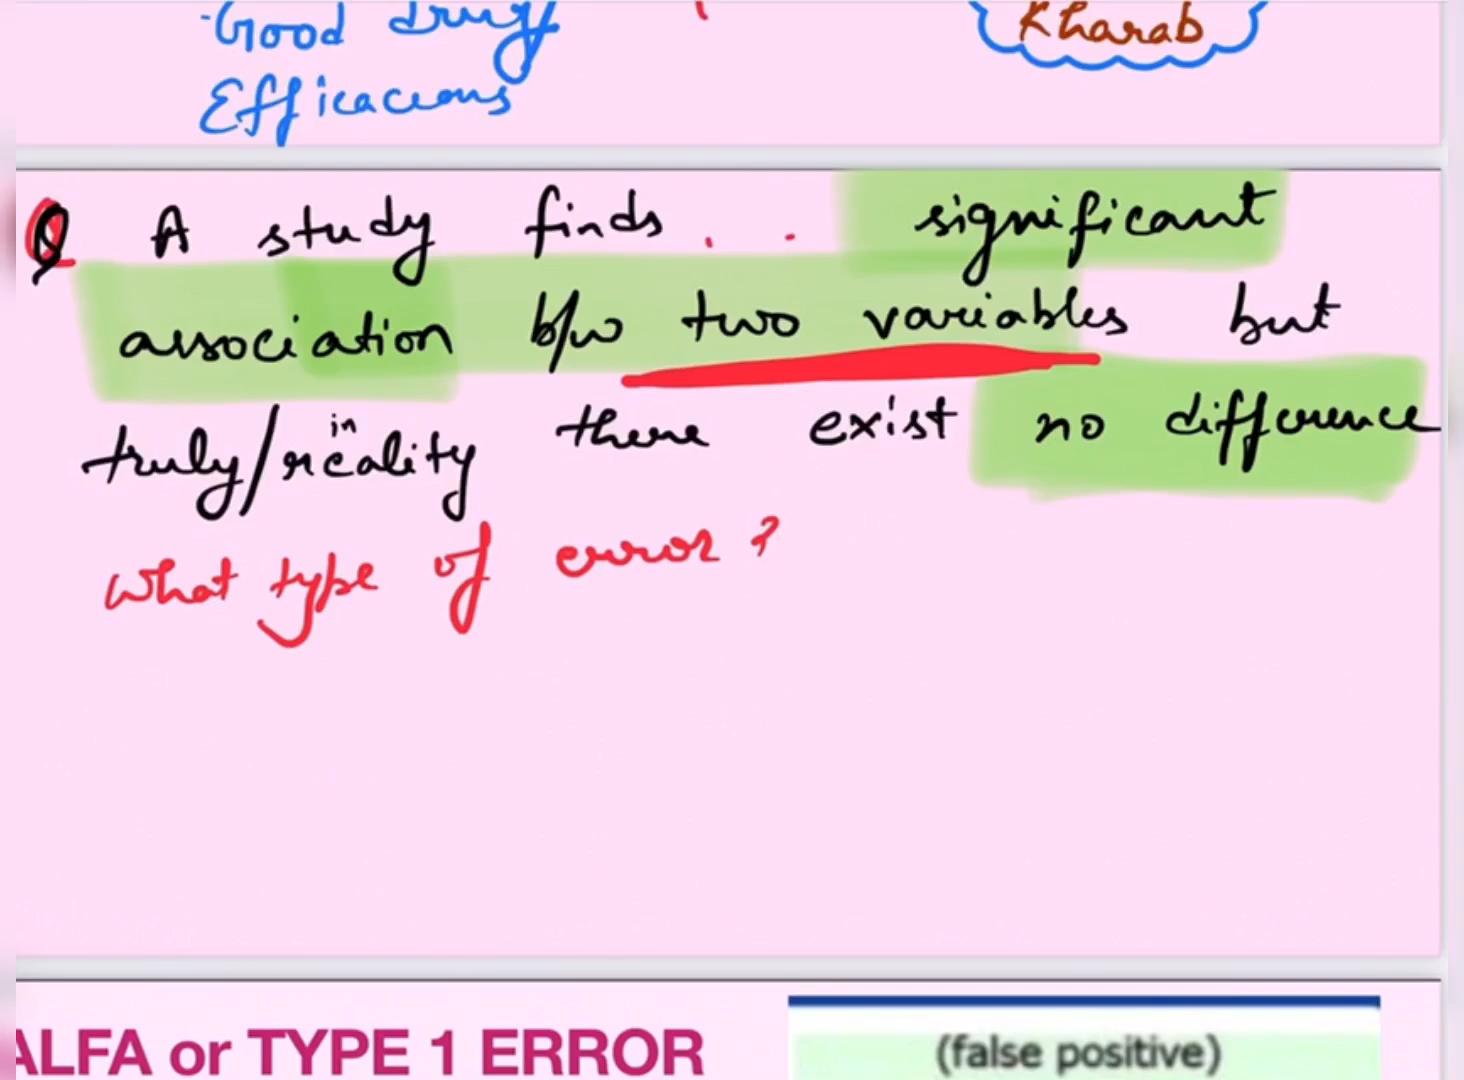 ·Good drug
Efficaceous
Kharab
Q A study finds significant
association b/w two variables but
truly/in reality there exist no difference
What type of error?
ALFA or TYPE 1 ERROR
(false positive)